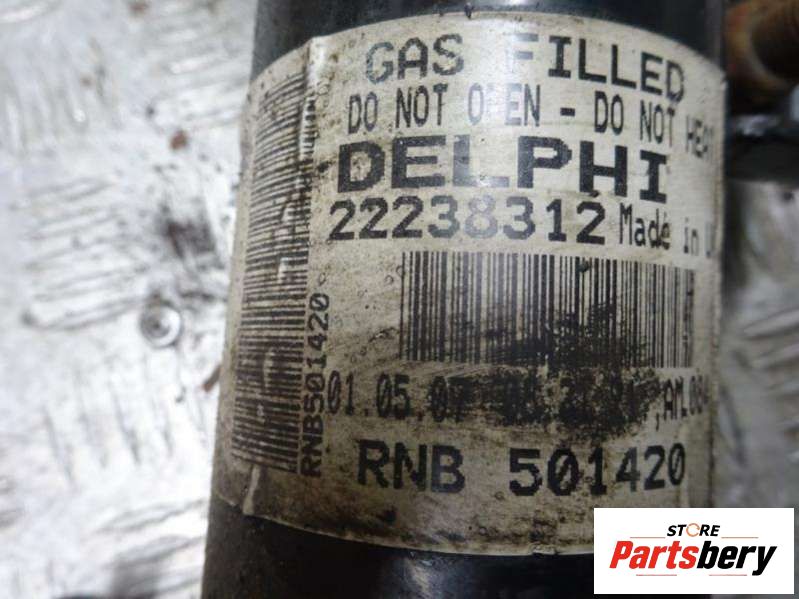 GAS FILLED
DO NOT OPEN - DO NOT HEAT
DELPHI
22238312 Made in
RNB501420
01.05.07
RNB 501420
STORE
Partsbery